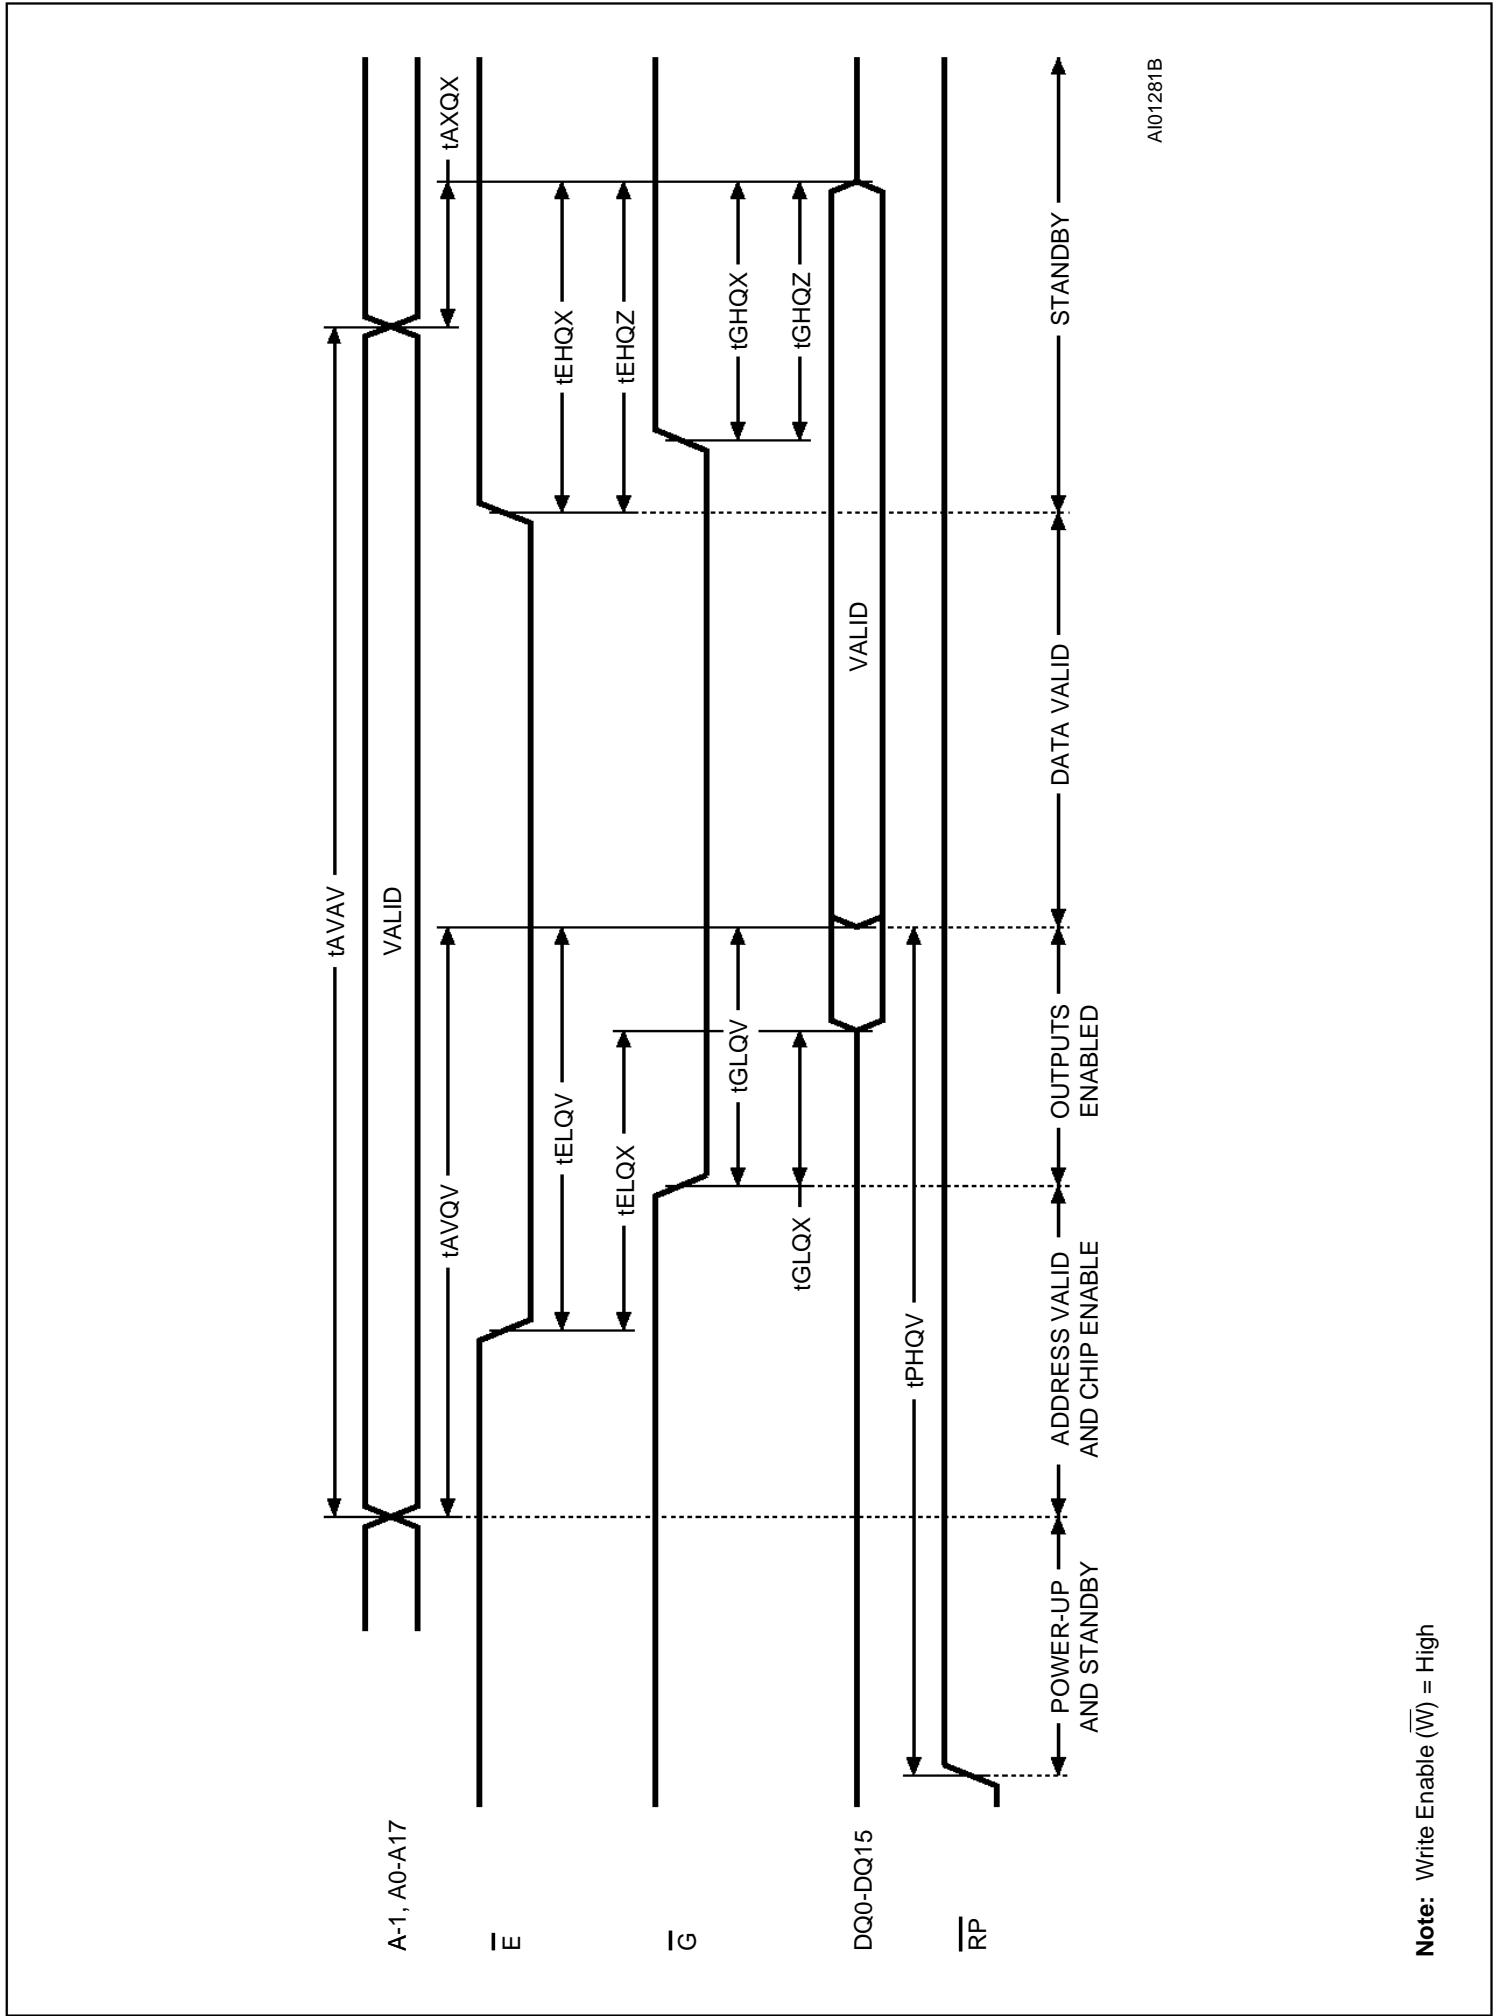 tAVAV
A-1, A0-A17
VALID
tAVQV
tAXQX
E̅
tELQV
tEHQX
tELQX
tEHQZ
G̅
tGLQV
tGHQX
tGLQX
tGHQZ
DQ0-DQ15
VALID
tPHQV
R̅P̅
POWER-UP
AND STANDBY
ADDRESS VALID
AND CHIP ENABLE
OUTPUTS
ENABLED
DATA VALID
STANDBY
AI01281B
Note: Write Enable (W̅) = High